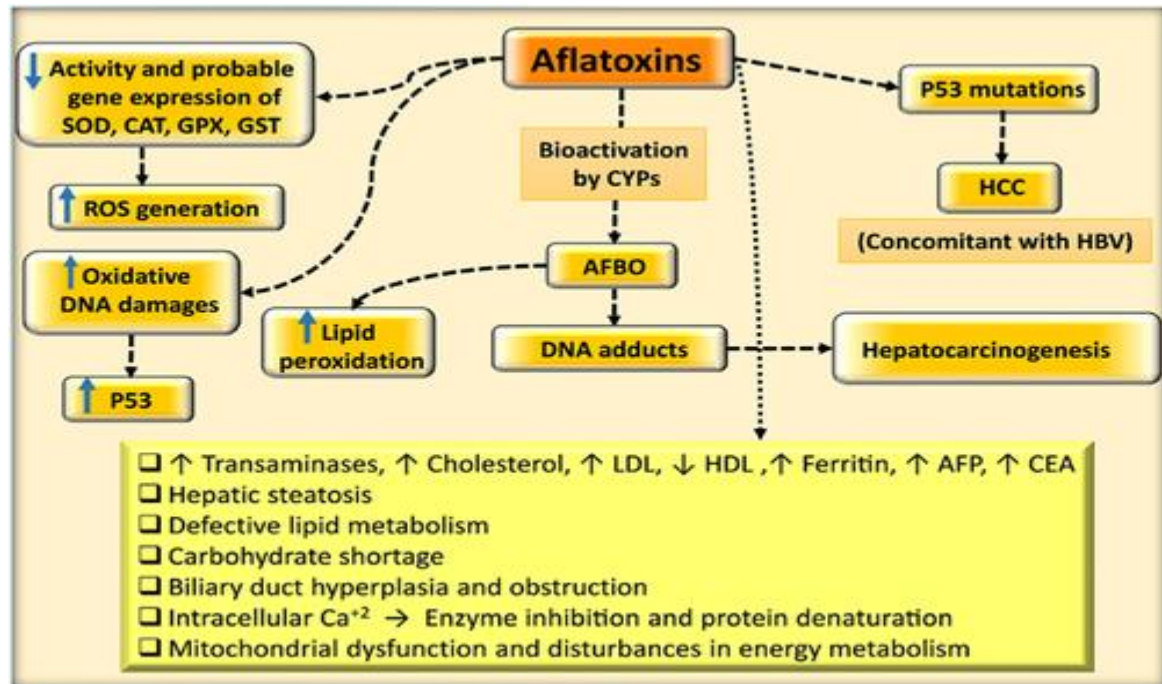 Aflatoxins
↓ Activity and probable
gene expression of
SOD, CAT, GPX, GST
↑ ROS generation
↑ Oxidative
DNA damages
↑ P53
↑ Lipid
peroxidation
Bioactivation
by CYPs
AFBO
DNA adducts
Hepatocarcinogenesis
P53 mutations
HCC
(Concomitant with HBV)
❑ ↑ Transaminases, ↑ Cholesterol, ↑ LDL, ↓ HDL ,↑ Ferritin, ↑ AFP, ↑ CEA
❑ Hepatic steatosis
❑ Defective lipid metabolism
❑ Carbohydrate shortage
❑ Biliary duct hyperplasia and obstruction
❑ Intracellular Ca⁺² → Enzyme inhibition and protein denaturation
❑ Mitochondrial dysfunction and disturbances in energy metabolism